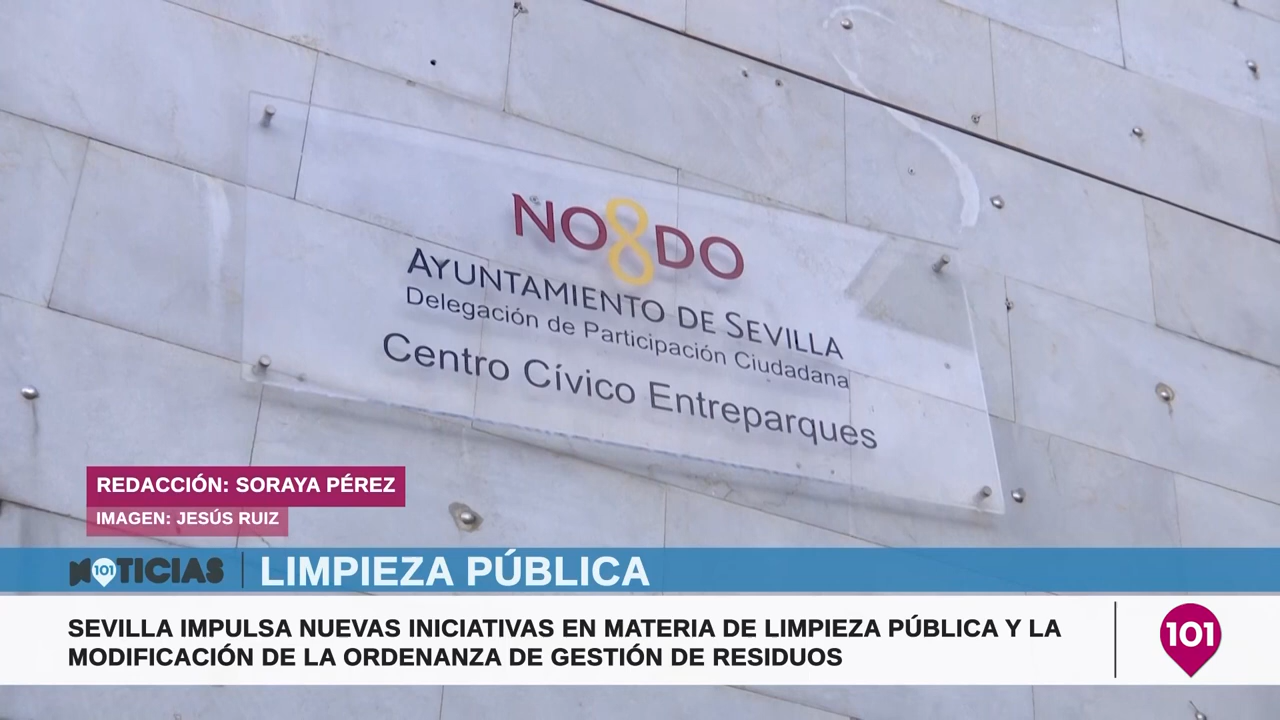 NO8DO
AYUNTAMIENTO DE SEVILLA
Delegación de Participación Ciudadana
Centro Cívico Entreparques
REDACCIÓN: SORAYA PÉREZ
IMAGEN: JESÚS RUIZ
NOTICIAS 101
LIMPIEZA PÚBLICA
SEVILLA IMPULSA NUEVAS INICIATIVAS EN MATERIA DE LIMPIEZA PÚBLICA Y LA
MODIFICACIÓN DE LA ORDENANZA DE GESTIÓN DE RESIDUOS
101